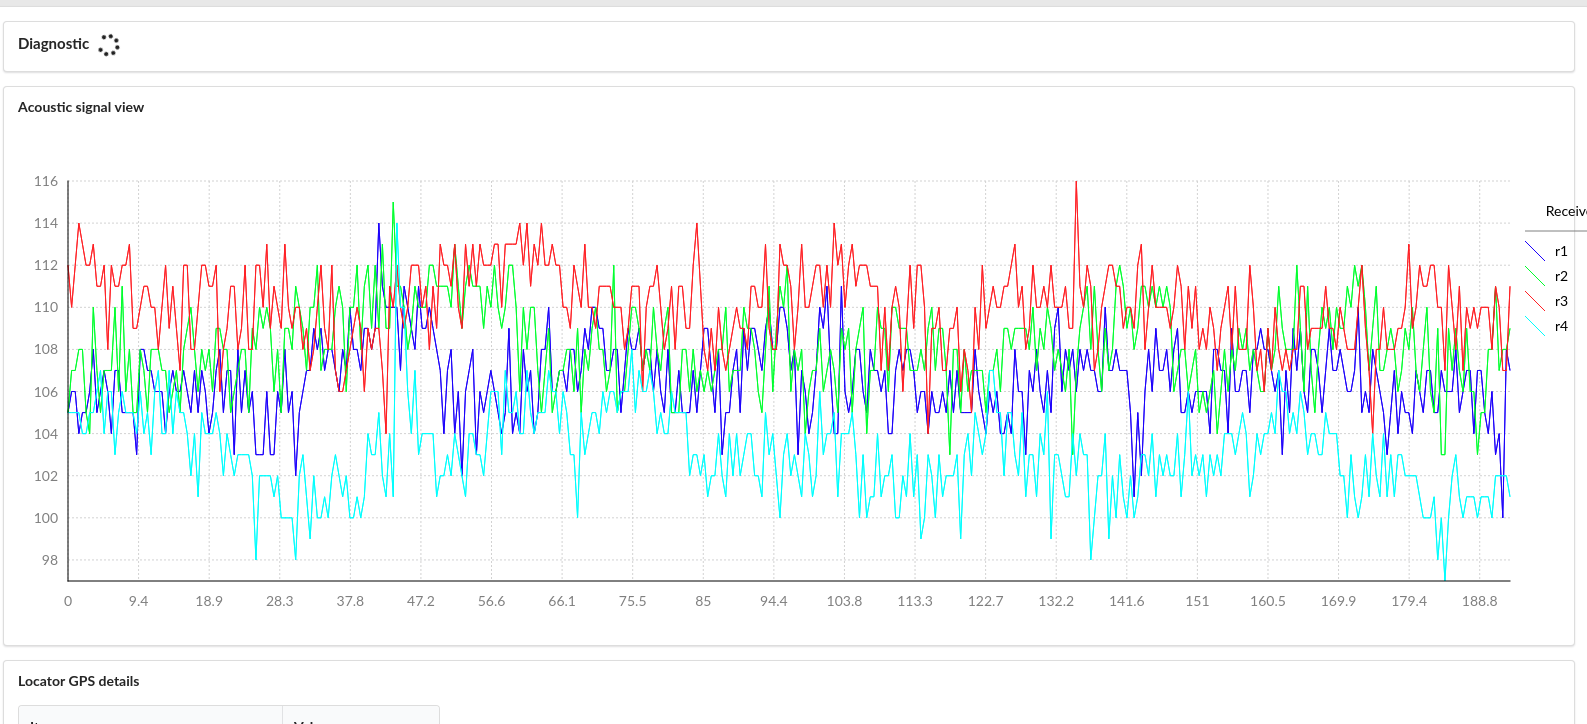 Diagnostic
Acoustic signal view
116
114
112
110
108
106
104
102
100
98
0 9.4 18.9 28.3 37.8 47.2 56.6 66.1 75.5 85 94.4 103.8 113.3 122.7 132.2 141.6 151 160.5 169.9 179.4 188.8
r1
r2
r3
r4
Locator GPS details